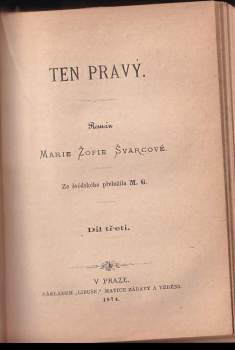 TEN PRAVÝ.
Román
MARIE ŽOFIE ŠVARCOVÉ.
Ze švédského přeložila M. G.
Díl třetí.
V PRAZE.
NÁKLADEM „LIBUŠE,“ MATICE ZÁBAVY A VĚDĚNÍ.
1874.